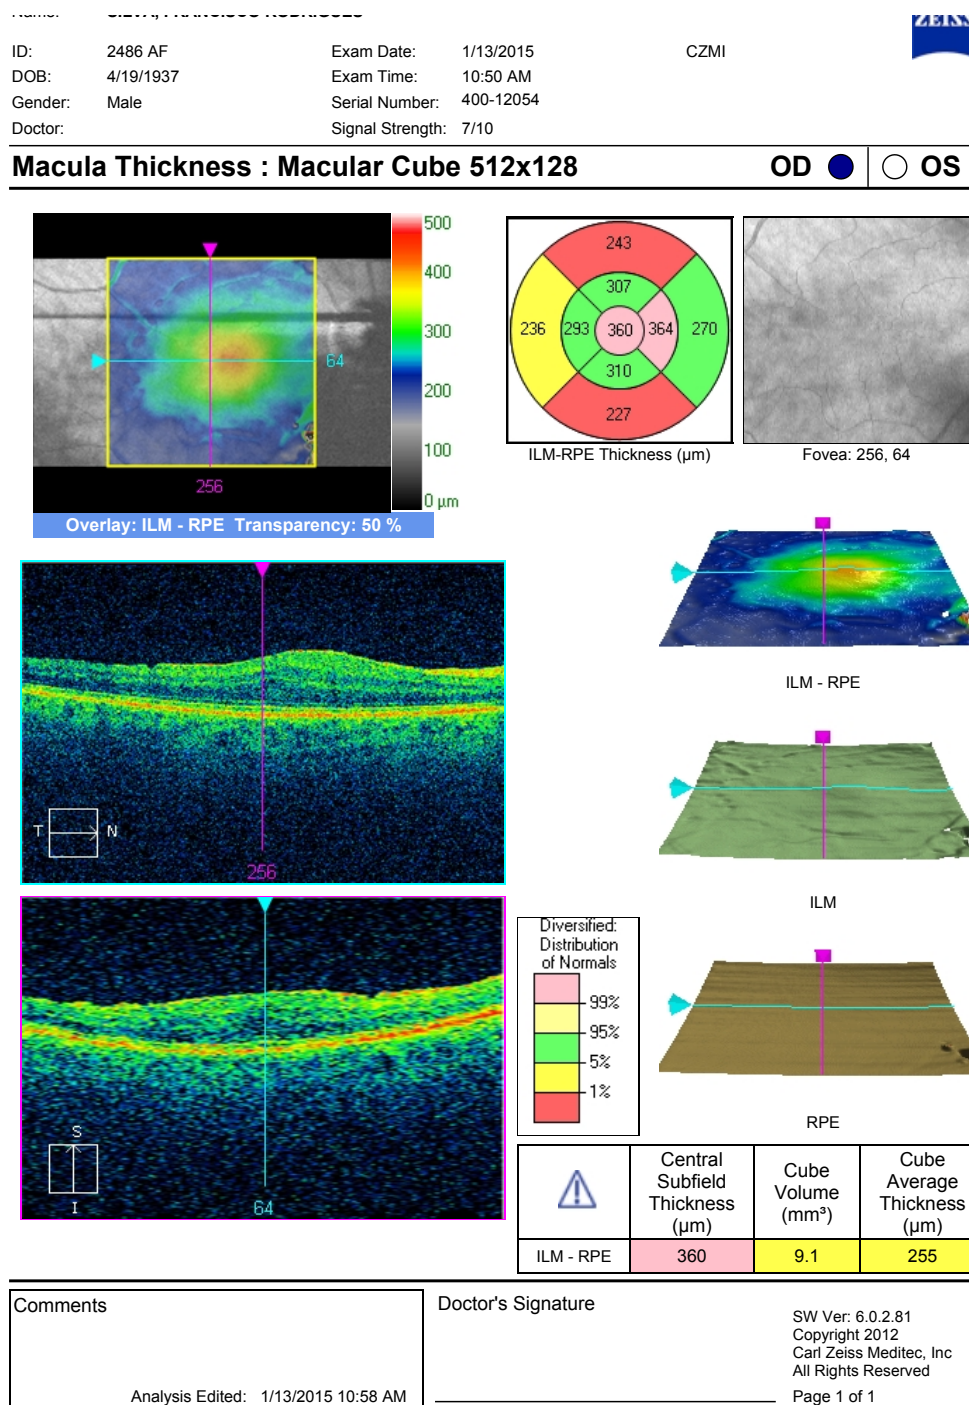 ID: 2486 AF Exam Date: 1/13/2015 CZMI
DOB: 4/19/1937 Exam Time: 10:50 AM
Gender: Male Serial Number: 400-12054
Doctor: Signal Strength: 7/10
ZEISS
Macula Thickness : Macular Cube 512x128 OD OS
500
400
300
200
100
0 µm
64
256
Overlay: ILM - RPE Transparency: 50 %
243
307
236 293 360 364 270
310
227
ILM-RPE Thickness (µm)
Fovea: 256, 64
ILM - RPE
T N
256
ILM
S
I
64
Diversified:
Distribution
of Normals
99%
95%
5%
1%
RPE
Central Subfield Thickness (µm)
Cube Volume (mm³)
Cube Average Thickness (µm)
ILM - RPE 360 9.1 255
Comments
Analysis Edited: 1/13/2015 10:58 AM
Doctor's Signature
SW Ver: 6.0.2.81
Copyright 2012
Carl Zeiss Meditec, Inc
All Rights Reserved
Page 1 of 1